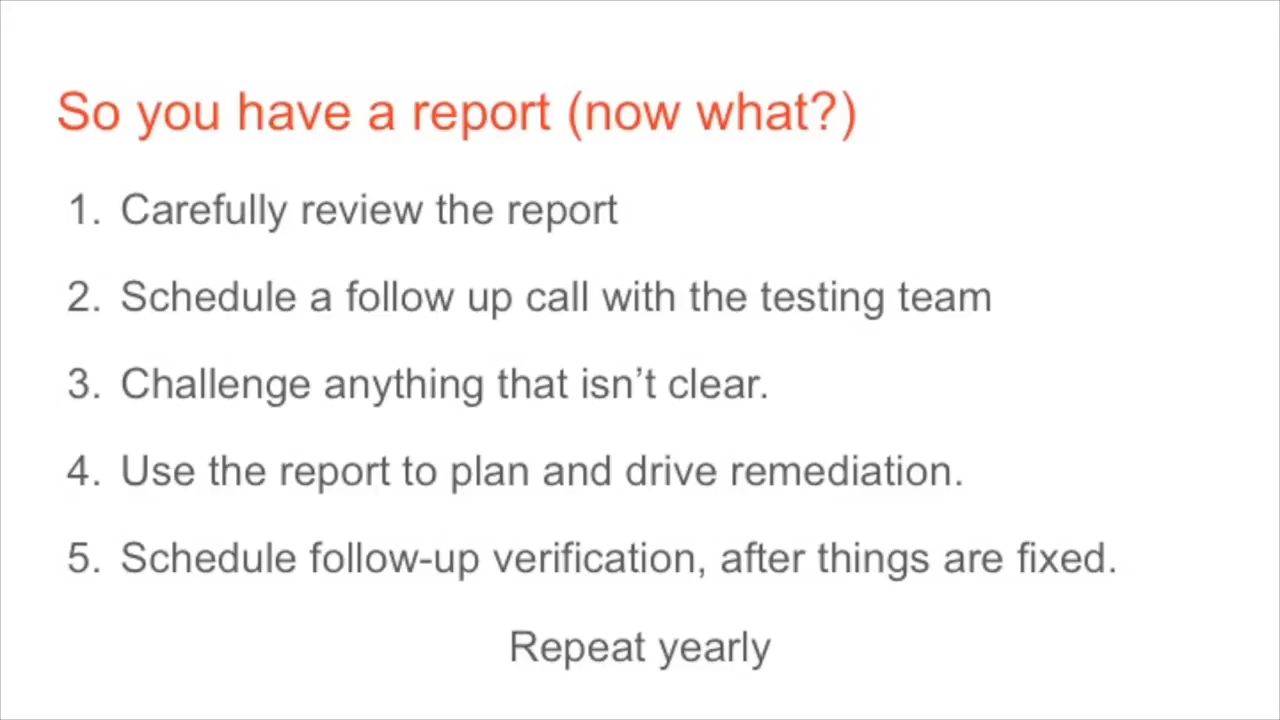 So you have a report (now what?)
1. Carefully review the report
2. Schedule a follow up call with the testing team
3. Challenge anything that isn’t clear.
4. Use the report to plan and drive remediation.
5. Schedule follow-up verification, after things are fixed.
Repeat yearly